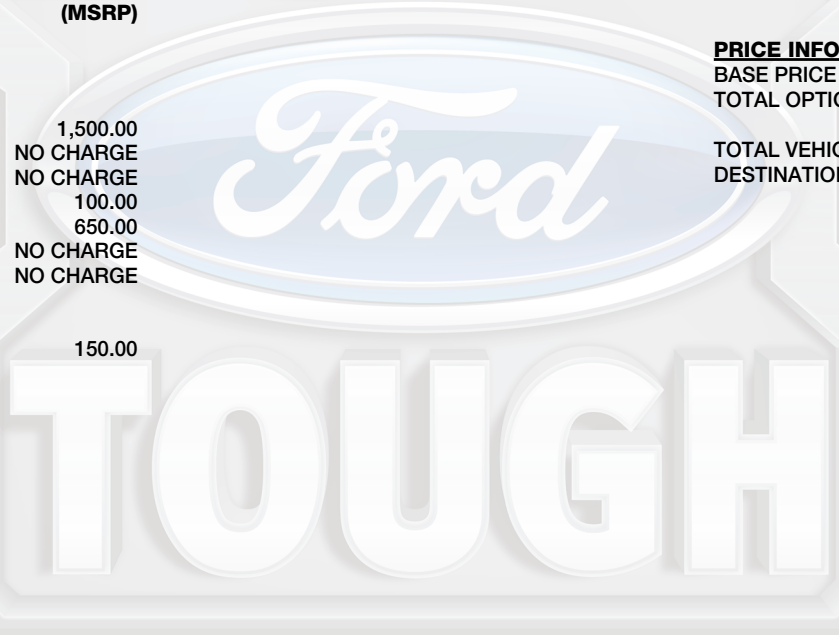 (MSRP)
1,500.00
NO CHARGE
NO CHARGE
100.00
650.00
NO CHARGE
NO CHARGE
150.00
PRICE INFO
BASE PRICE
TOTAL OPTIO
TOTAL VEHIC
DESTINATION
Ford
TOUGH